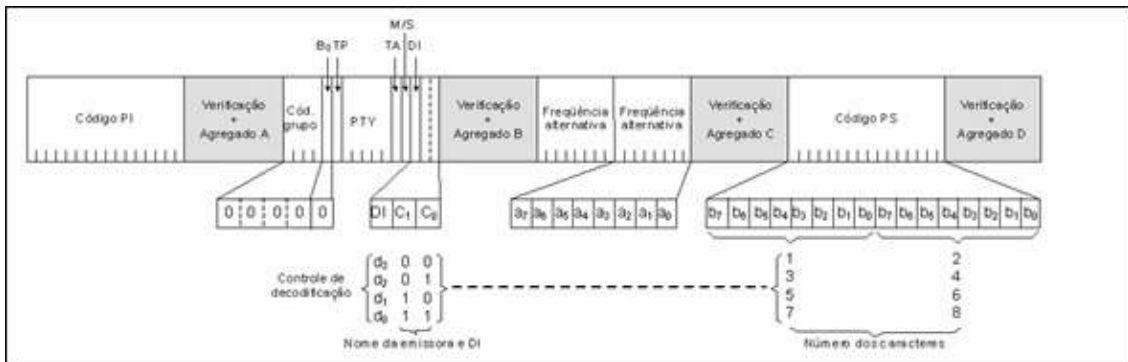 M/S
B₀ TP TA DI
Código PI
Verificação + Agregado A
Cód. grupo
PTY
Verificação + Agregado B
Freqüência alternativa
Freqüência alternativa
Verificação + Agregado C
Código PS
Verificação + Agregado D
0 0 0 0 0
DI C₁ C₀
a₇ a₆ a₅ a₄ a₃ a₂ a₁ a₀
b₇ b₆ b₅ b₄ b₃ b₂ b₁ b₀ b₇ b₆ b₅ b₄ b₃ b₂ b₁ b₀
Controle de decodificação
d₃ 0 0 1 2
d₂ 0 1 3 4
d₁ 1 0 5 6
d₀ 1 1 7 8
Nome da emissora e DI
Número dos caracteres